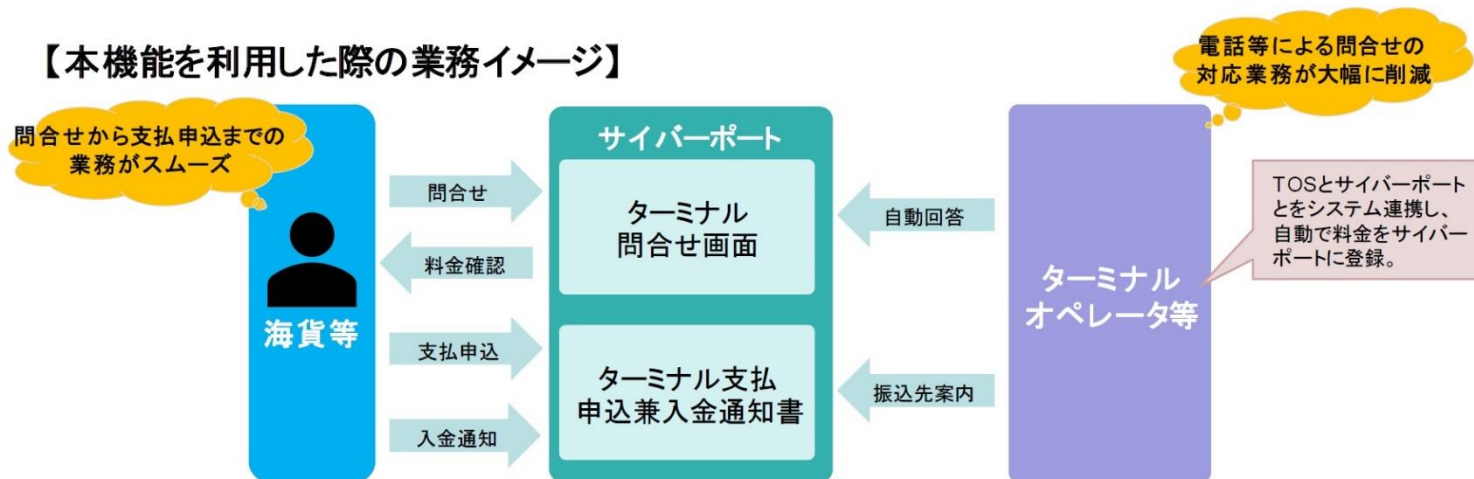 【本機能を利用した際の業務イメージ】
電話等による問合せの
対応業務が大幅に削減
問合せから支払申込までの
業務がスムーズ
海貨等
問合せ
料金確認
支払申込
入金通知
サイバーポート
ターミナル
問合せ画面
ターミナル支払
申込兼入金通知書
自動回答
振込先案内
ターミナル
オペレータ等
TOSとサイバーポート
とをシステム連携し、
自動で料金をサイバー
ポートに登録。